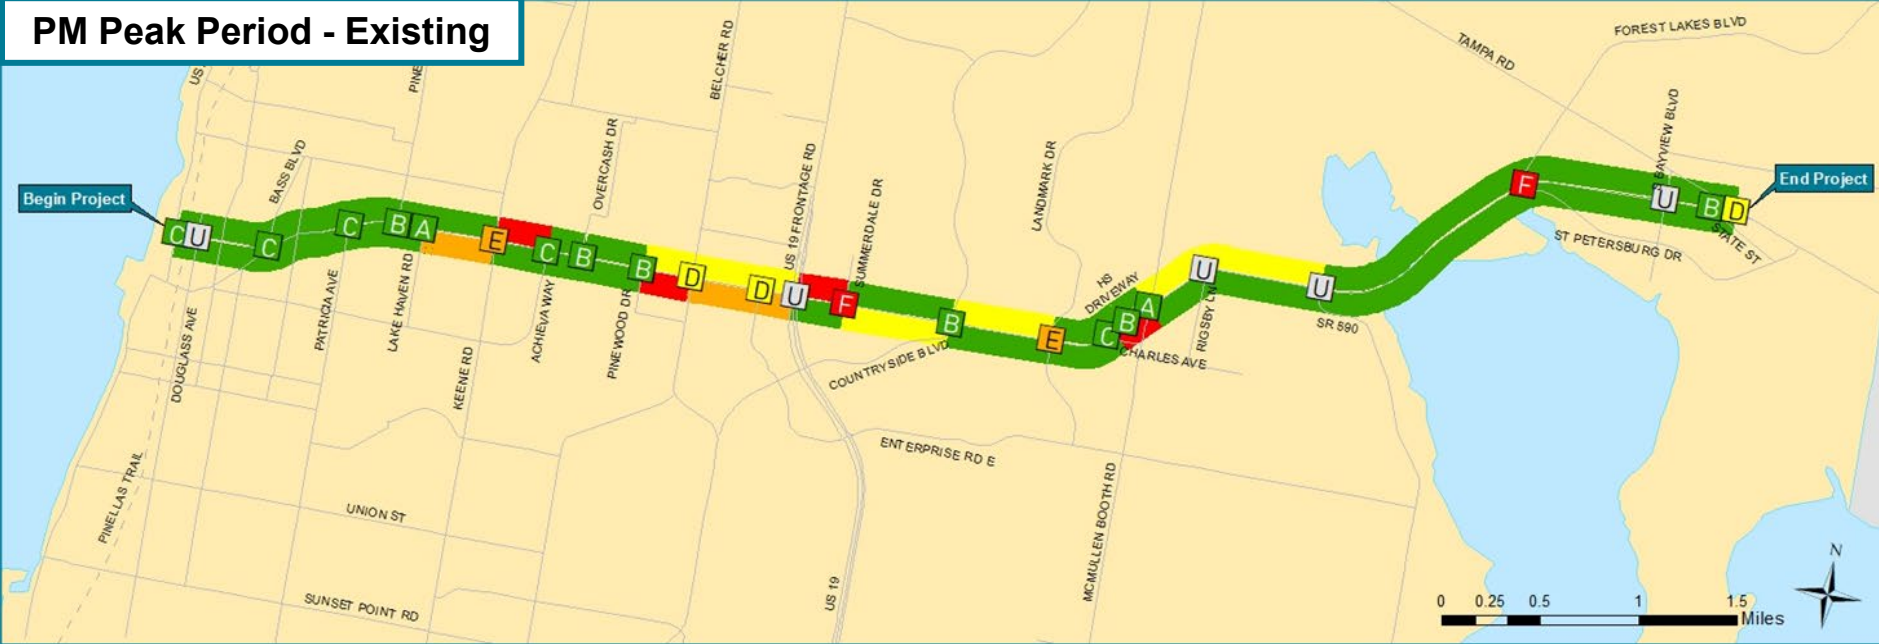 PM Peak Period - Existing
US
PINE
BELCHER RD
TAMPA RD
FOREST LAKES BLVD
BASS BLVD
OVERCASH DR
US 19 FRONTAGE RD
SUMMERDALE DR
LANDMARK DR
S BAYVIEW BLVD
Begin Project
End Project
C
U
C
C
B
A
E
C
B
B
D
D
U
F
B
E
C
B
A
U
U
F
U
B
D
HS
DRIVEWAY
RIGSBY LN
SR 590
ST PETERSBURG DR
STATE ST
CHARLES AVE
COUNTRYSIDE BLVD
DOUGLASS AVE
PATRICIA AVE
LAKE HAVEN RD
KEENE RD
ACHIEVA WAY
PINEWOOD DR
ENTERPRISE RD E
PINELLAS TRAIL
UNION ST
SUNSET POINT RD
US 19
MCMULLEN BOOTH RD
N
0 0.25 0.5 1 1.5
Miles